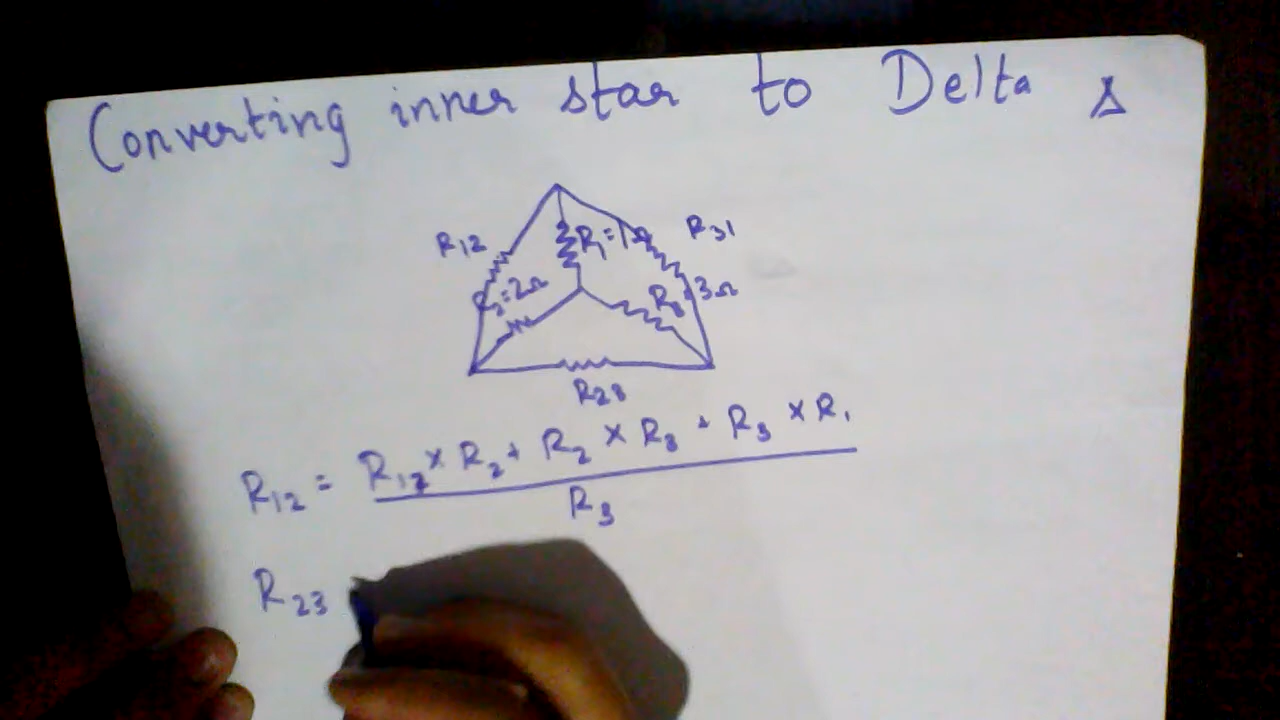 Converting inner star to Delta Δ
R12
R1=1Ω
R31
R2=2Ω
R3=3Ω
R23
R12 = R12 × R2 + R2 × R3 + R3 × R1
R3
R23